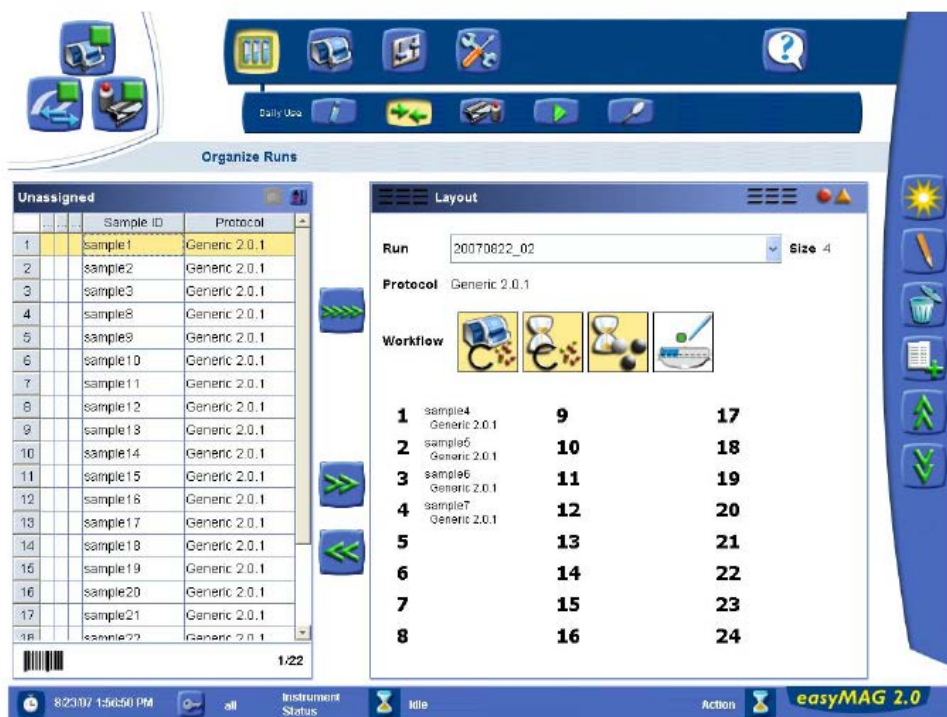 Daily Use
Organize Runs
Unassigned
... ... ... Sample ID Protocol
1 sample1 Generic 2.0.1
2 sample2 Generic 2.0.1
3 sample3 Generic 2.0.1
4 sample8 Generic 2.0.1
5 sample9 Generic 2.0.1
6 sample10 Generic 2.0.1
7 sample11 Generic 2.0.1
8 sample12 Generic 2.0.1
9 sample13 Generic 2.0.1
10 sample14 Generic 2.0.1
11 sample15 Generic 2.0.1
12 sample16 Generic 2.0.1
13 sample17 Generic 2.0.1
14 sample18 Generic 2.0.1
15 sample19 Generic 2.0.1
16 sample20 Generic 2.0.1
17 sample21 Generic 2.0.1
18 sample22 Generic 2.0.1
1/22
Layout
Run 20070822_02 Size 4
Protocol Generic 2.0.1
Workflow
1 sample4
Generic 2.0.1
2 sample5
Generic 2.0.1
3 sample6
Generic 2.0.1
4 sample7
Generic 2.0.1
5
6
7
8
9
10
11
12
13
14
15
16
17
18
19
20
21
22
23
24
8/23/07 1:56:50 PM
all
Instrument
Status
Idle
Action
easyMAG 2.0